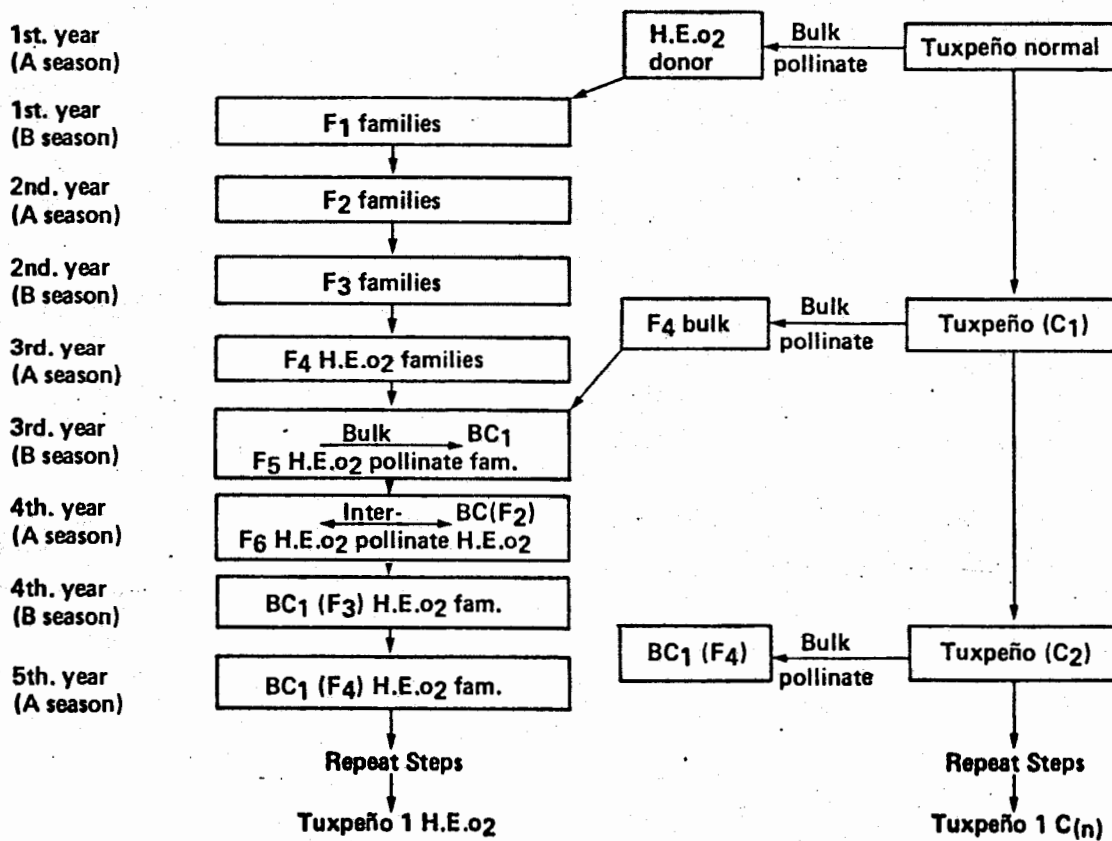 1st. year
(A season)
H.E.o2
donor
Bulk
pollinate
Tuxpeño normal
1st. year
(B season)
F1 families
2nd. year
(A season)
F2 families
2nd. year
(B season)
F3 families
F4 bulk
Bulk
pollinate
Tuxpeño (C1)
3rd. year
(A season)
F4 H.E.o2 families
3rd. year
(B season)
Bulk BC1
F5 H.E.o2 pollinate fam.
4th. year
(A season)
Inter- BC(F2)
F6 H.E.o2 pollinate H.E.o2
4th. year
(B season)
BC1 (F3) H.E.o2 fam.
BC1 (F4)
Bulk
pollinate
Tuxpeño (C2)
5th. year
(A season)
BC1 (F4) H.E.o2 fam.
Repeat Steps
Repeat Steps
Tuxpeño 1 H.E.o2
Tuxpeño 1 C(n)